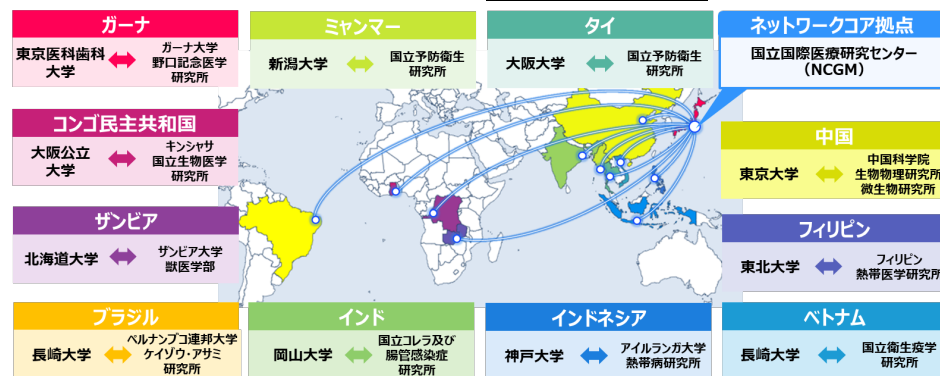 ガーナ
東京医科歯科
大学
ガーナ大学
野口記念医学
研究所
ミャンマー
新潟大学
国立予防衛生
研究所
タイ
大阪大学
国立予防衛生
研究所
ネットワークコア拠点
国立国際医療研究センター
（NCGM）
コンゴ民主共和国
大阪公立
大学
キンシャサ
国立生物医学
研究所
中国
東京大学
中国科学院
生物物理研究所
微生物研究所
ザンビア
北海道大学
ザンビア大学
獣医学部
フィリピン
東北大学
フィリピン
熱帯医学研究所
ブラジル
長崎大学
ペルナンブコ連邦大学
ケイゾウ・アサミ
研究所
インド
岡山大学
国立コレラ及び
腸管感染症
研究所
インドネシア
神戸大学
アイルランガ大学
熱帯病研究所
ベトナム
長崎大学
国立衛生疫学
研究所